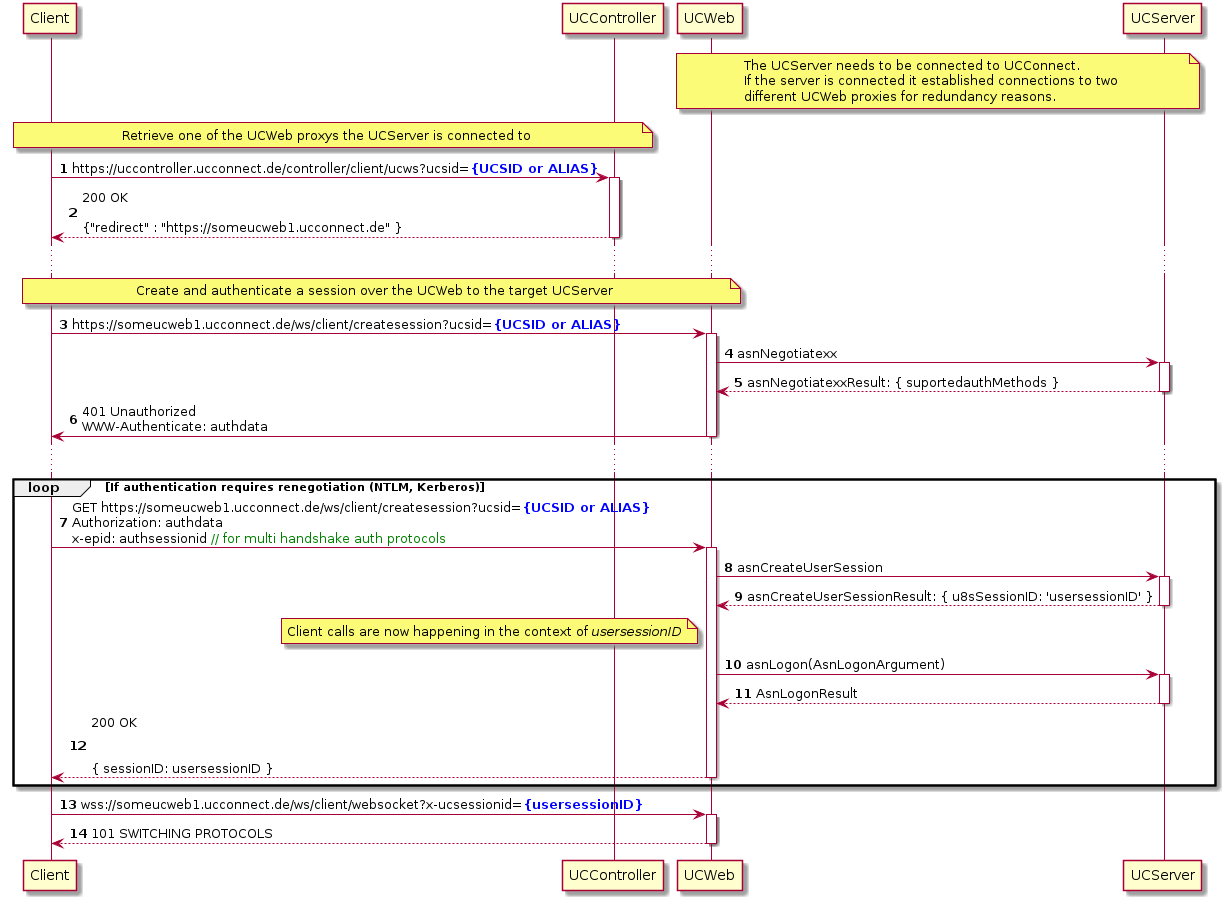 Client
UCController
UCWeb
UCServer
The UCServer needs to be connected to UCConnect.
If the server is connected it established connections to two
different UCWeb proxies for redundancy reasons.
Retrieve one of the UCWeb proxys the UCServer is connected to
1 https://uccontroller.ucconnect.de/controller/client/ucws?ucsid={UCSID or ALIAS}
200 OK
2
{"redirect" : "https://someucweb1.ucconnect.de" }
Create and authenticate a session over the UCWeb to the target UCServer
3 https://someucweb1.ucconnect.de/ws/client/createsession?ucsid={UCSID or ALIAS}
4 asnNegotiatexx
5 asnNegotiatexxResult: { suportedauthMethods }
401 Unauthorized
6
WWW-Authenticate: authdata
loop
[If authentication requires renegotiation (NTLM, Kerberos)]
GET https://someucweb1.ucconnect.de/ws/client/createsession?ucsid={UCSID or ALIAS}
7 Authorization: authdata
x-epid: authsessionid // for multi handshake auth protocols
8 asnCreateUserSession
9 asnCreateUserSessionResult: { u8sSessionID: 'usersessionID' }
Client calls are now happening in the context of usersessionID
10 asnLogon(AsnLogonArgument)
11 AsnLogonResult
200 OK
12
{ sessionID: usersessionID }
13 wss://someucweb1.ucconnect.de/ws/client/websocket?x-ucsessionid={usersessionID}
14 101 SWITCHING PROTOCOLS
Client
UCController
UCWeb
UCServer